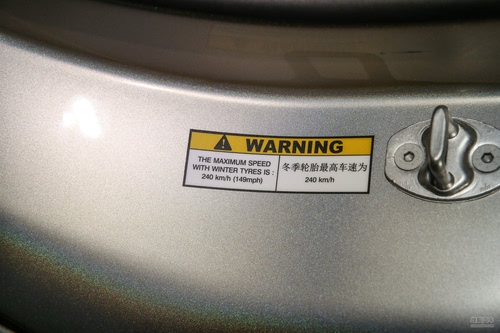 WARNING
THE MAXIMUM SPEED
WITH WINTER TYRES IS :
240 km/h (149mph)
冬季轮胎最高车速为
240 km/h